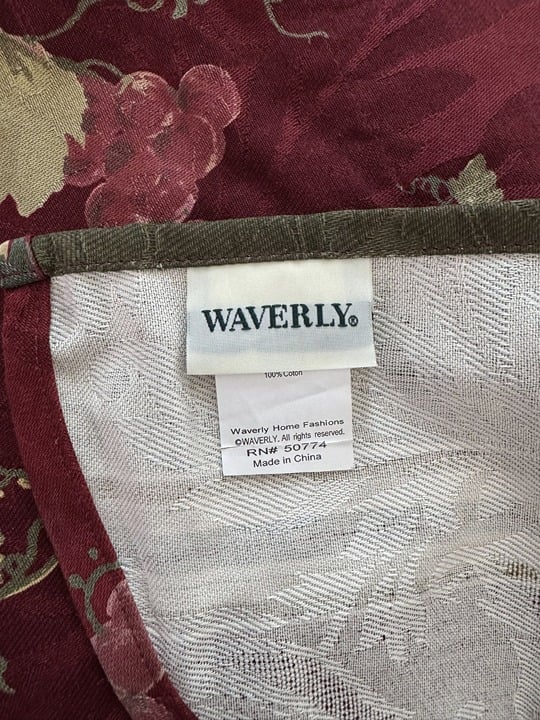 WAVERLY®
100% Coton
Waverly Home Fashions
©WAVERLY. All rights reserved.
RN# 50774
Made in China